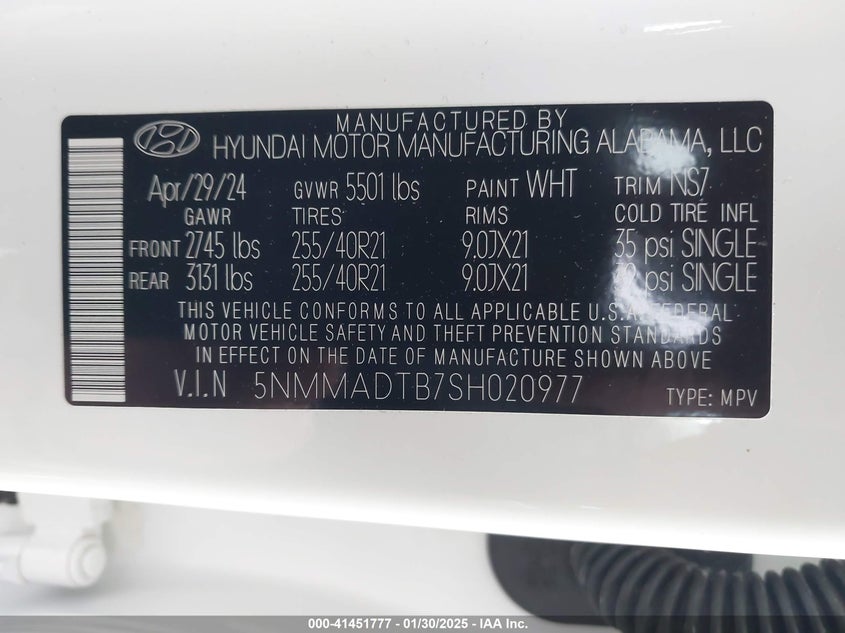 MANUFACTURED BY
HYUNDAI MOTOR MANUFACTURING ALABAMA, LLC
Apr/29/24 GVWR 5501 lbs PAINT WHT TRIM NS7
GAWR TIRES RIMS COLD TIRE INFL
FRONT 2745 lbs 255/40R21 9.0JX21 35 psi SINGLE
REAR 3131 lbs 255/40R21 9.0JX21 psi SINGLE
THIS VEHICLE CONFORMS TO ALL APPLICABLE U.S.A. FEDERAL
MOTOR VEHICLE SAFETY AND THEFT PREVENTION STANDARDS
IN EFFECT ON THE DATE OF MANUFACTURE SHOWN ABOVE
V.I.N 5NMMADTB7SH020977 TYPE: MPV
000-41451777 - 01/30/2025 - IAA Inc.